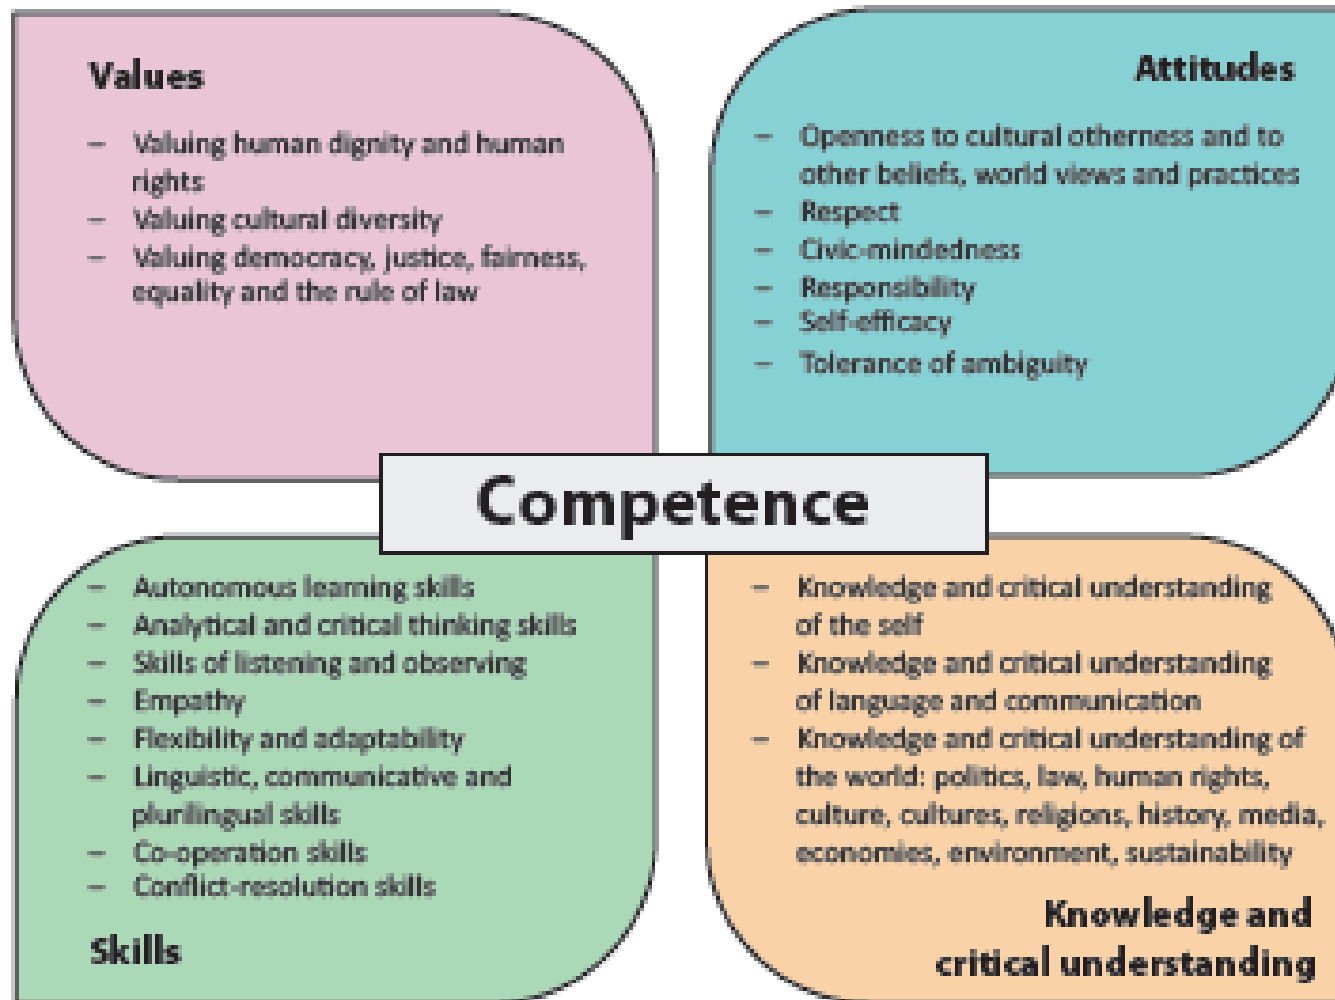 Values
– Valuing human dignity and human
rights
– Valuing cultural diversity
– Valuing democracy, justice, fairness,
equality and the rule of law
Attitudes
– Openness to cultural otherness and to
other beliefs, world views and practices
– Respect
– Civic-mindedness
– Responsibility
– Self-efficacy
– Tolerance of ambiguity
Competence
– Autonomous learning skills
– Analytical and critical thinking skills
– Skills of listening and observing
– Empathy
– Flexibility and adaptability
– Linguistic, communicative and
plurilingual skills
– Co-operation skills
– Conflict-resolution skills
Skills
– Knowledge and critical understanding
of the self
– Knowledge and critical understanding
of language and communication
– Knowledge and critical understanding of
the world: politics, law, human rights,
culture, cultures, religions, history, media,
economies, environment, sustainability
Knowledge and
critical understanding